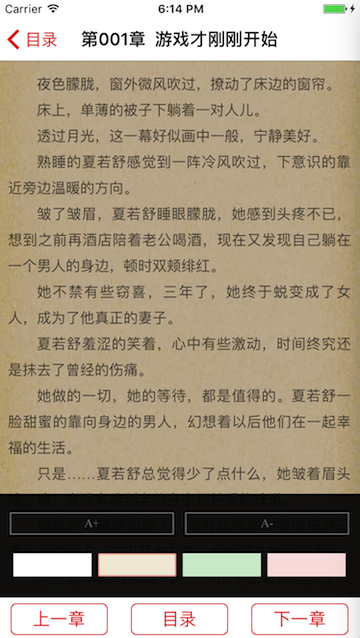 Carrier 6:14 PM
目录 第001章 游戏才刚刚开始
夜色朦胧，窗外微风吹过，撩动了床边的窗帘。
床上，单薄的被子下躺着一对人儿。
透过月光，这一幕好似画中一般，宁静美好。
熟睡的夏若舒感觉到一阵冷风吹过，下意识的靠
近旁边温暖的方向。
皱了皱眉，夏若舒睡眼朦胧，她感到头疼不已，
想到之前再酒店陪着老公喝酒，现在又发现自己躺在
一个男人的身边，顿时双颊绯红。
她不禁有些窃喜，三年了，她终于蜕变成了女
人，成为了他真正的妻子。
夏若舒羞涩的笑着，心中有些激动，时间终究还
是抹去了曾经的伤痛。
她做的一切，她的等待，都是值得的。夏若舒一
脸甜蜜的靠向身边的男人，幻想着以后他们在一起幸
福的生活。
只是……夏若舒总觉得少了点什么，她皱着眉头
A+ A-
上一章 目录 下一章